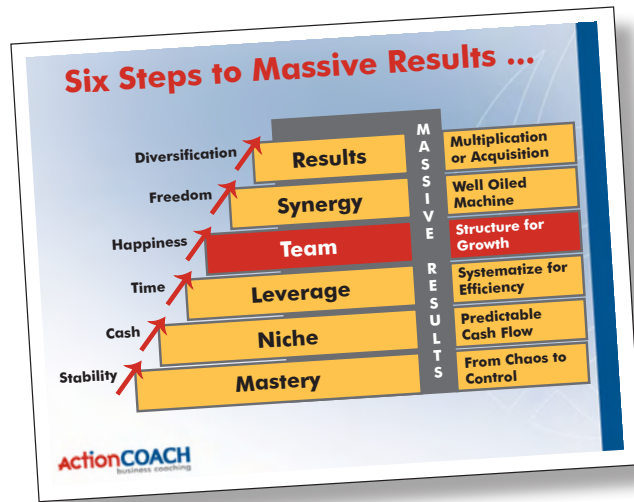 Six Steps to Massive Results ...
Diversification
Results
Multiplication
or Acquisition
Freedom
Synergy
Well Oiled
Machine
Happiness
Team
Structure for
Growth
Time
Leverage
Systematize for
Efficiency
Cash
Niche
Predictable
Cash Flow
Stability
Mastery
From Chaos to
Control
MASSIVE RESULTS
ActionCOACH
business coaching